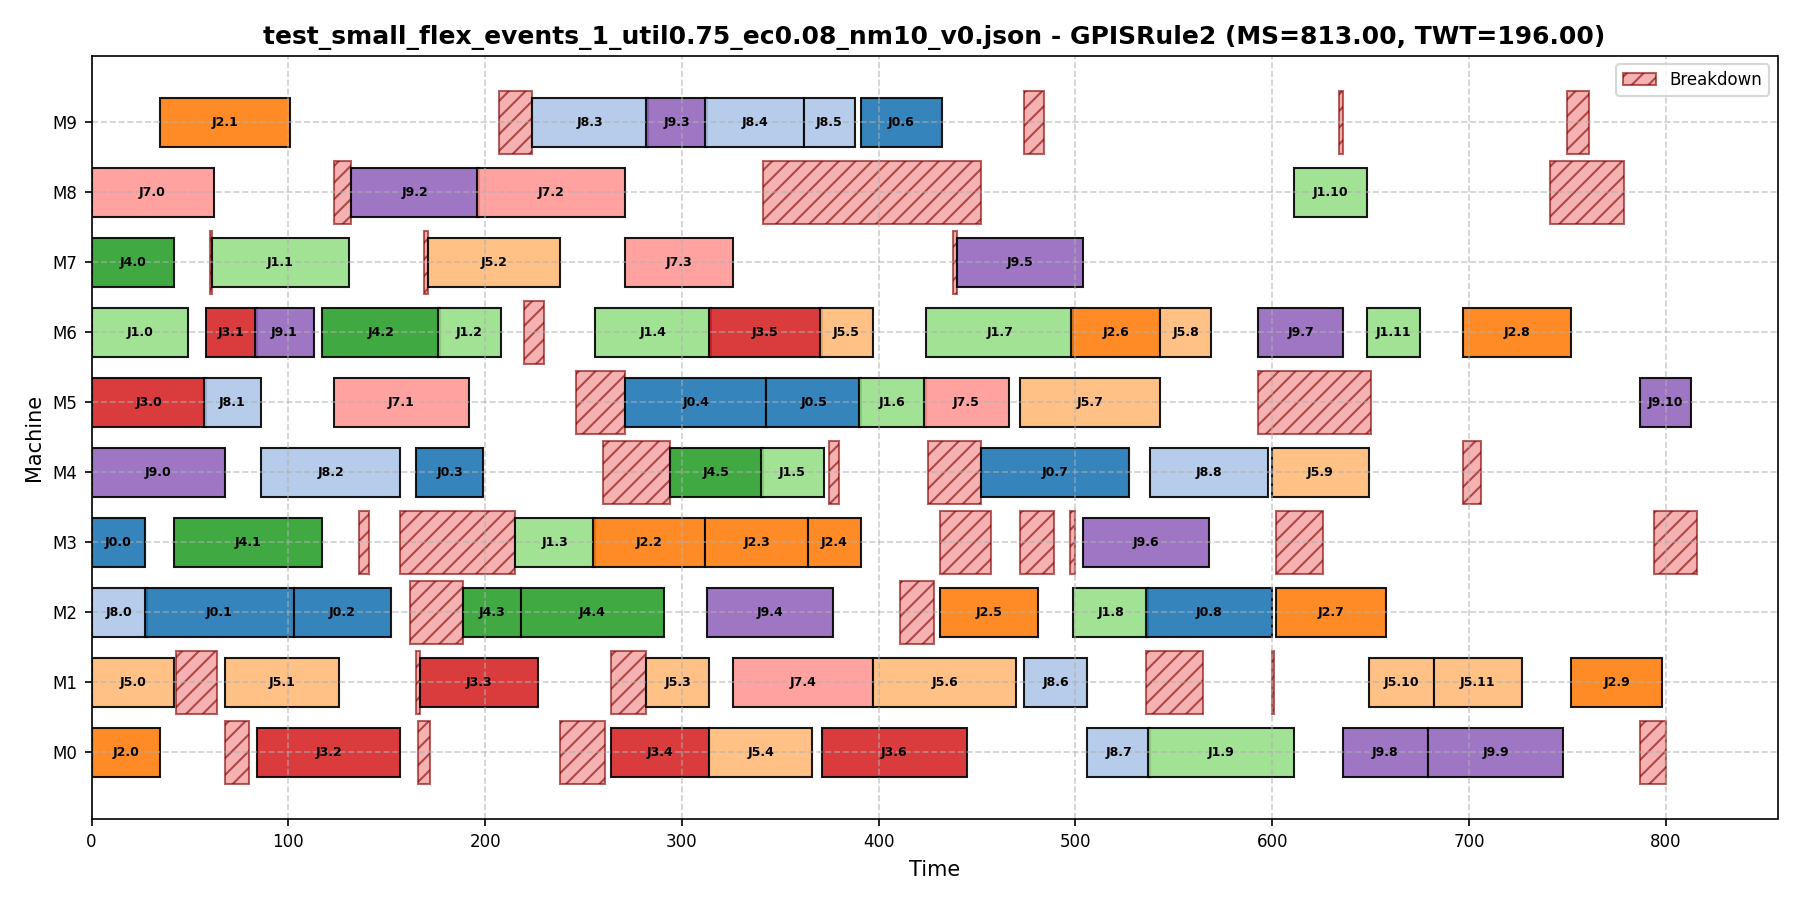 test_small_flex_events_1_util0.75_ec0.08_nm10_v0.json - GPISRule2 (MS=813.00, TWT=196.00)
Breakdown
Machine
M9 J2.1 J8.3 J9.3 J8.4 J8.5 J0.6
M8 J7.0 J9.2 J7.2 J1.10
M7 J4.0 J1.1 J5.2 J7.3 J9.5
M6 J1.0 J3.1 J9.1 J4.2 J1.2 J1.4 J3.5 J5.5 J1.7 J2.6 J5.8 J9.7 J1.11 J2.8
M5 J3.0 J8.1 J7.1 J0.4 J0.5 J1.6 J7.5 J5.7 J9.10
M4 J9.0 J8.2 J0.3 J4.5 J1.5 J0.7 J8.8 J5.9
M3 J0.0 J4.1 J1.3 J2.2 J2.3 J2.4 J9.6
M2 J8.0 J0.1 J0.2 J4.3 J4.4 J9.4 J2.5 J1.8 J0.8 J2.7
M1 J5.0 J5.1 J3.3 J5.3 J7.4 J5.6 J8.6 J5.10 J5.11 J2.9
M0 J2.0 J3.2 J3.4 J5.4 J3.6 J8.7 J1.9 J9.8 J9.9
0 100 200 300 400 500 600 700 800
Time